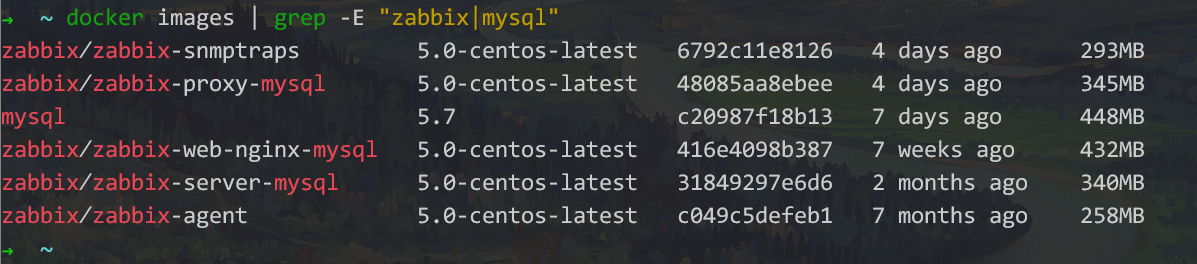 → ~ docker images | grep -E "zabbix|mysql"
zabbix/zabbix-snmptraps 5.0-centos-latest 6792c11e8126 4 days ago 293MB
zabbix/zabbix-proxy-mysql 5.0-centos-latest 48085aa8ebee 4 days ago 345MB
mysql 5.7 c20987f18b13 7 days ago 448MB
zabbix/zabbix-web-nginx-mysql 5.0-centos-latest 416e4098b387 7 weeks ago 432MB
zabbix/zabbix-server-mysql 5.0-centos-latest 31849297e6d6 2 months ago 340MB
zabbix/zabbix-agent 5.0-centos-latest c049c5defeb1 7 months ago 258MB
→ ~